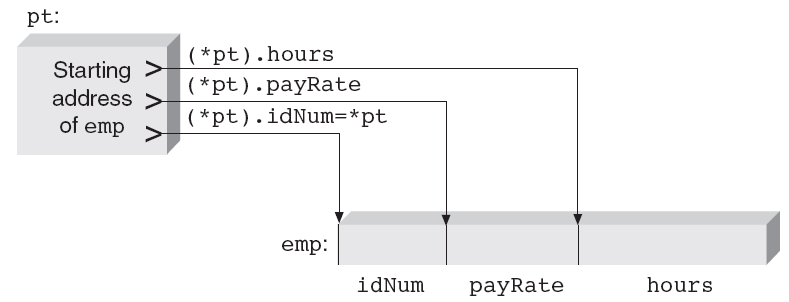 pt:
Starting
address
of emp
(*pt).hours
(*pt).payRate
(*pt).idNum=*pt
emp:
idNum payRate hours